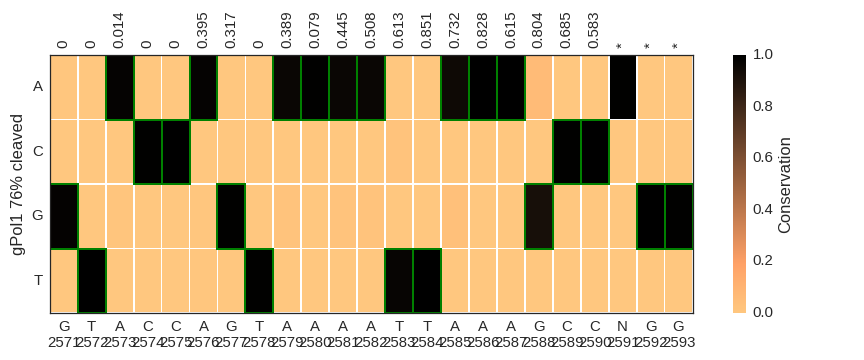 0 0 0.014 0 0 0.395 0.317 0 0.389 0.079 0.445 0.508 0.613 0.851 0.732 0.828 0.615 0.804 0.685 0.583 * * *
A
C
G
T
gPol1 76% cleaved
G T A C C A G T A A A A T T A A A G C C N G G
2571 2572 2573 2574 2575 2576 2577 2578 2579 2580 2581 2582 2583 2584 2585 2586 2587 2588 2589 2590 2591 2592 2593
1.0
0.8
0.6
0.4
0.2
0.0
Conservation